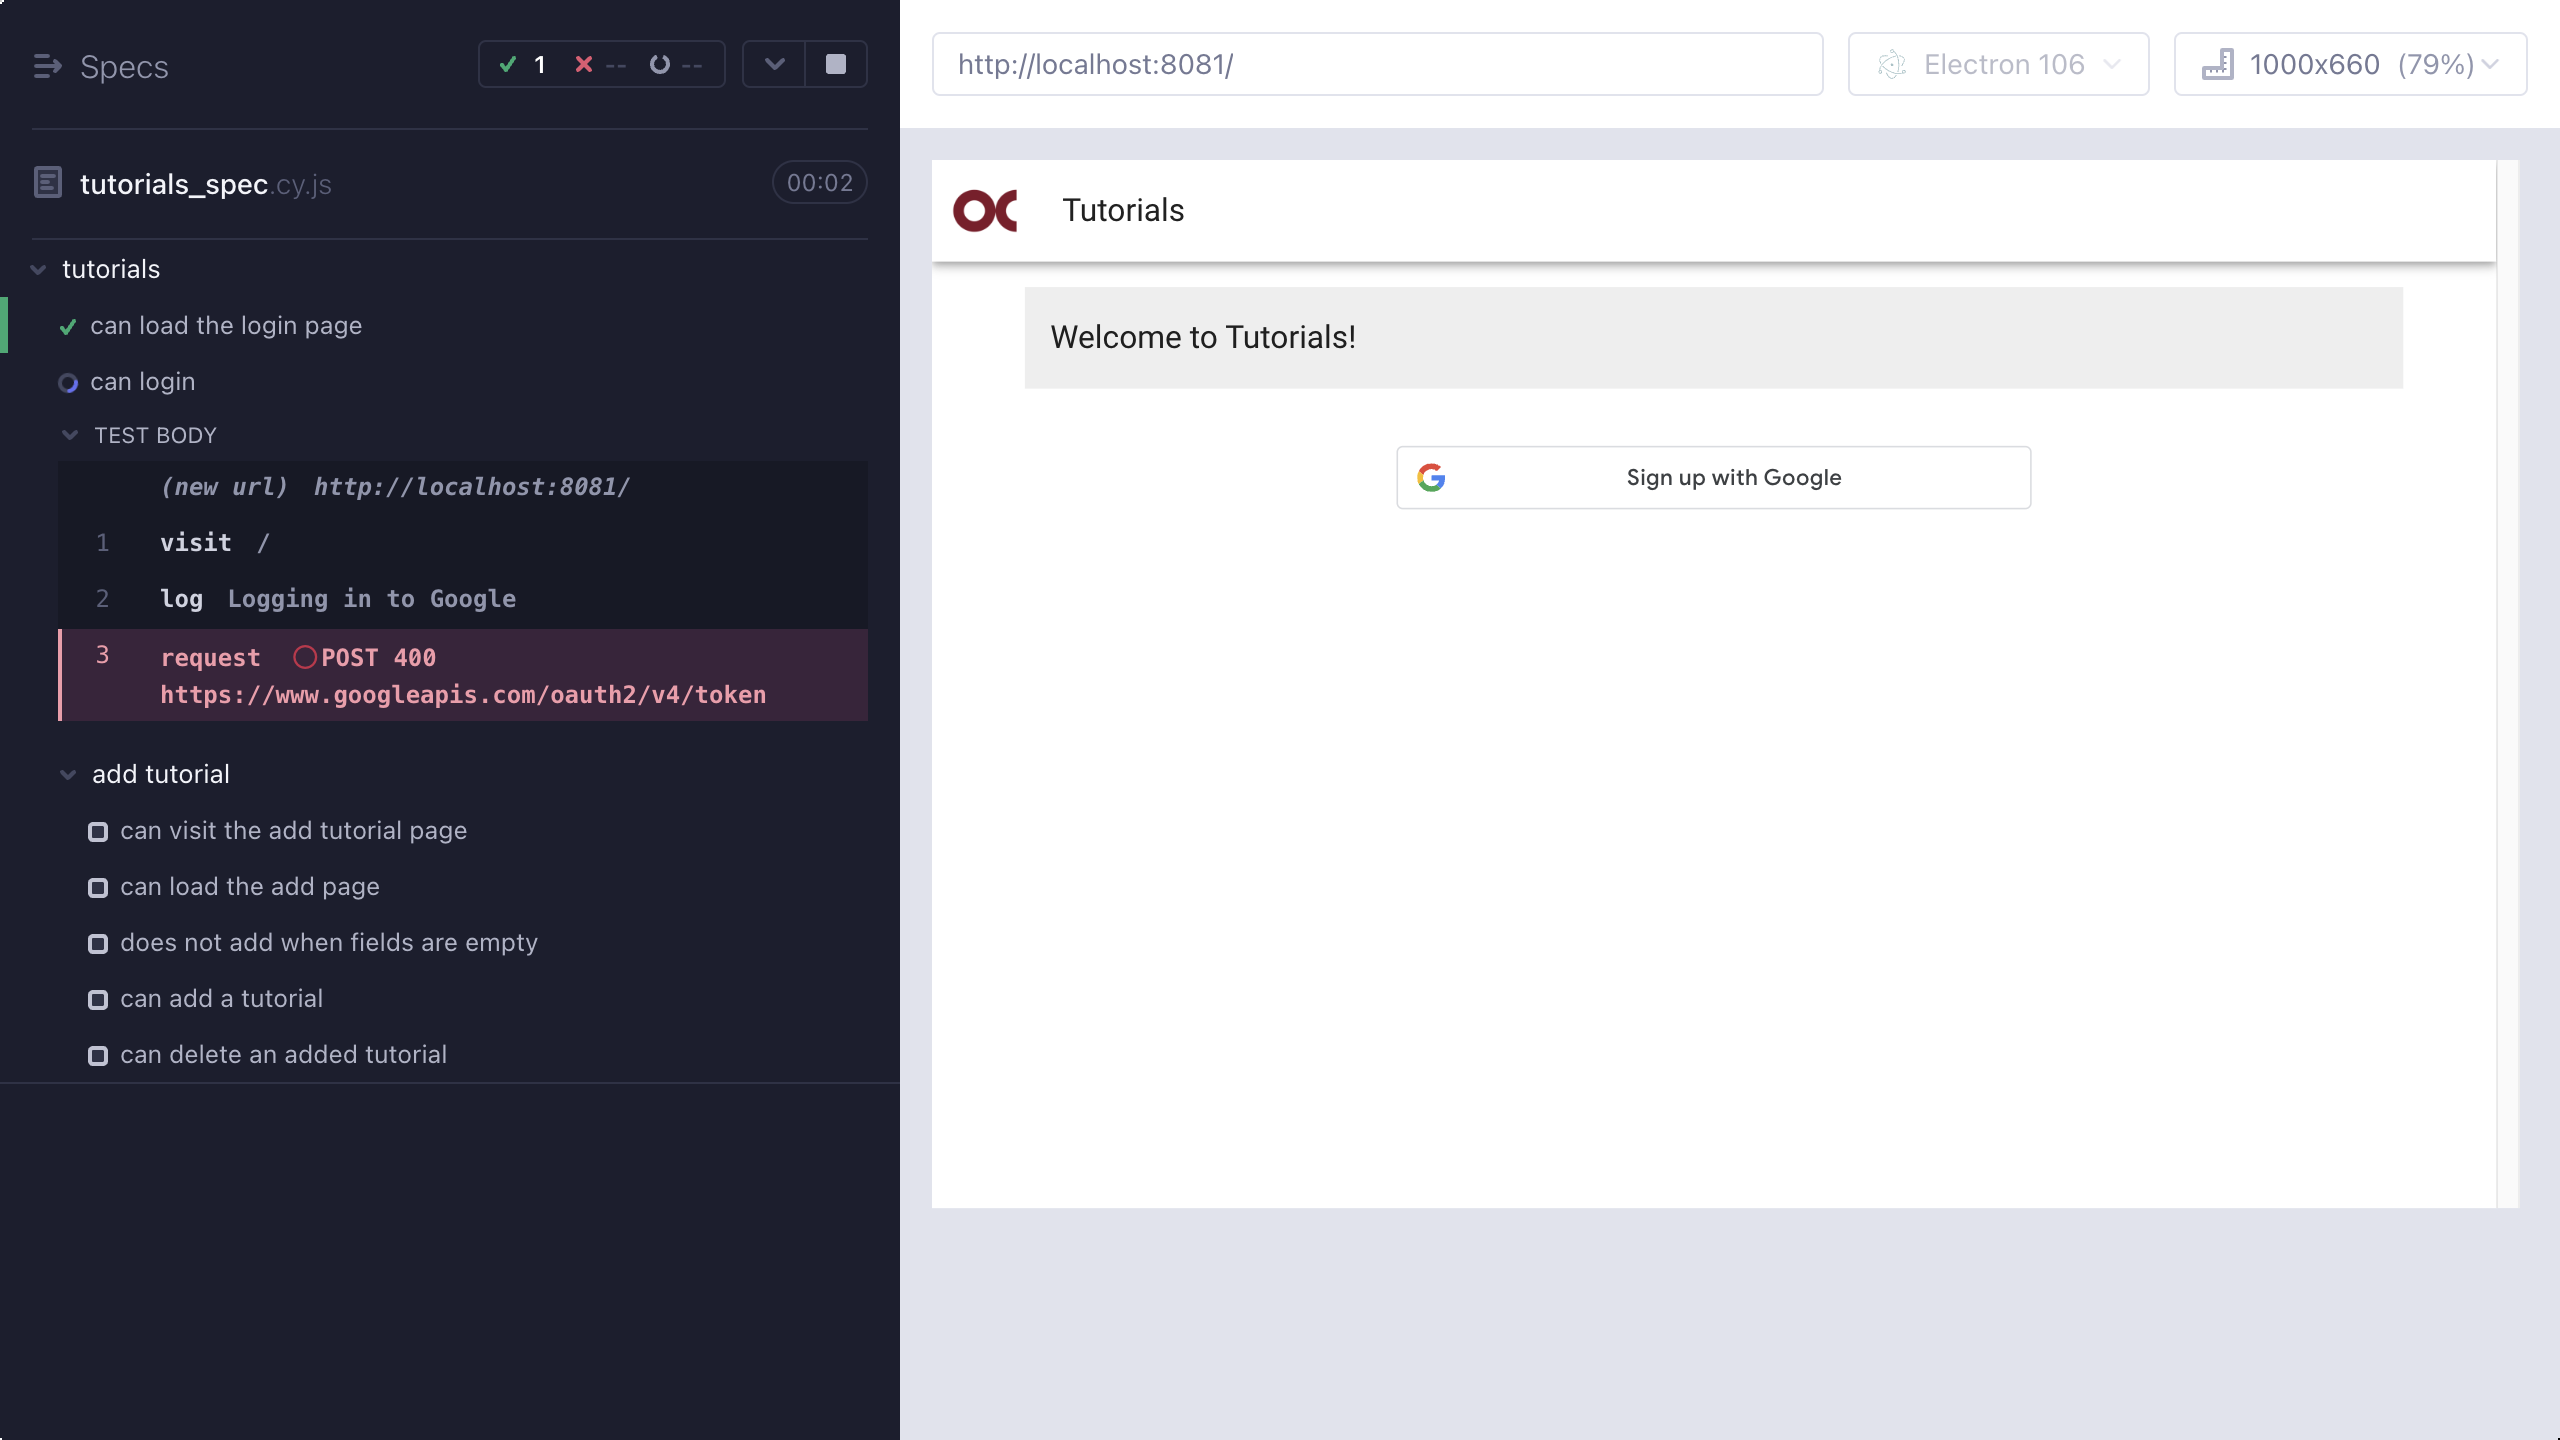 Specs
1 -- --
tutorials_spec.cy.js 00:02
tutorials
can load the login page
can login
TEST BODY
(new url) http://localhost:8081/
1 visit /
2 log Logging in to Google
3 request POST 400
https://www.googleapis.com/oauth2/v4/token
add tutorial
can visit the add tutorial page
can load the add page
does not add when fields are empty
can add a tutorial
can delete an added tutorial
http://localhost:8081/ Electron 106 1000x660 (79%)
OC Tutorials
Welcome to Tutorials!
Sign up with Google